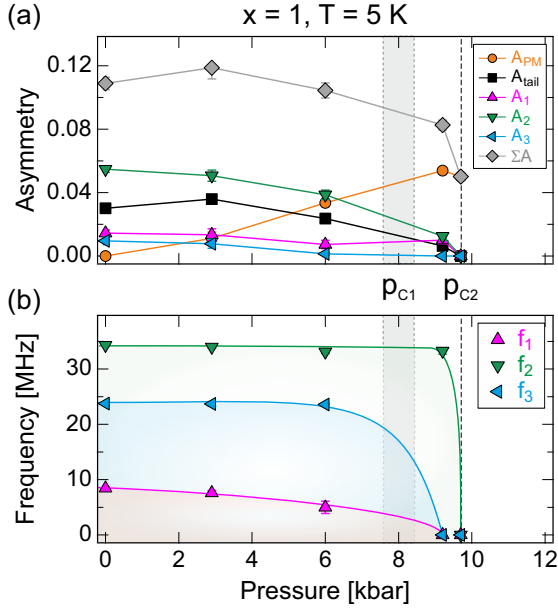 (a) x = 1, T = 5 K
Asymmetry
0.12
0.08
0.04
0.00
A_PM
A_tail
A_1
A_2
A_3
ΣA
p_C1 p_C2
(b)
Frequency [MHz]
30
20
10
0
f_1
f_2
f_3
0 2 4 6 8 10 12
Pressure [kbar]